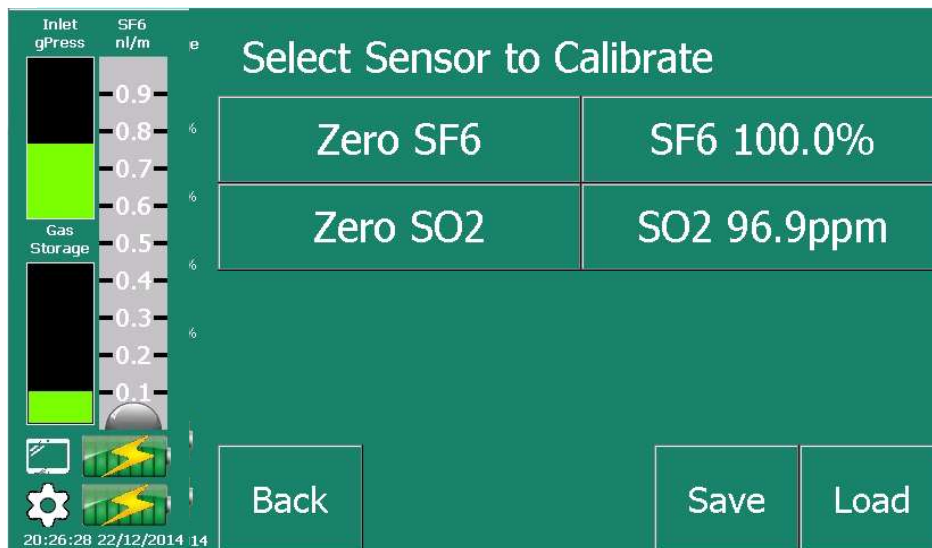 Inlet gPress
SF6 nl/m
0.9
0.8
0.7
0.6
0.5
0.4
0.3
0.2
0.1
Gas Storage
20:26:28 22/12/2014
14
e
%
%
%
%
Select Sensor to Calibrate
Zero SF6
SF6 100.0%
Zero SO2
SO2 96.9ppm
Back
Save
Load